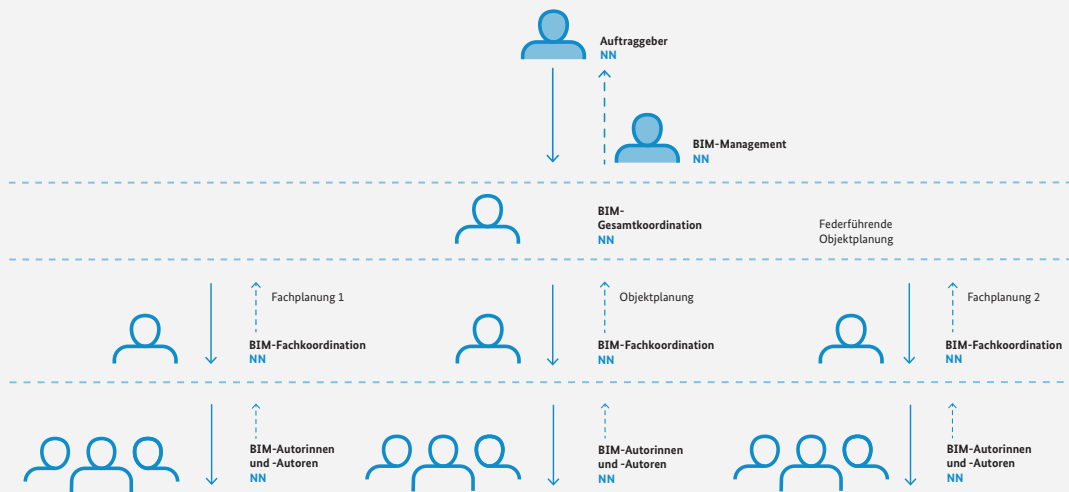 Auftraggeber
NN
BIM-Management
NN
BIM-
Gesamtkoordination
NN
Federführende
Objektplanung
Fachplanung 1
BIM-Fachkoordination
NN
Objektplanung
BIM-Fachkoordination
NN
Fachplanung 2
BIM-Fachkoordination
NN
BIM-Autorinnen
und -Autoren
NN
BIM-Autorinnen
und -Autoren
NN
BIM-Autorinnen
und -Autoren
NN